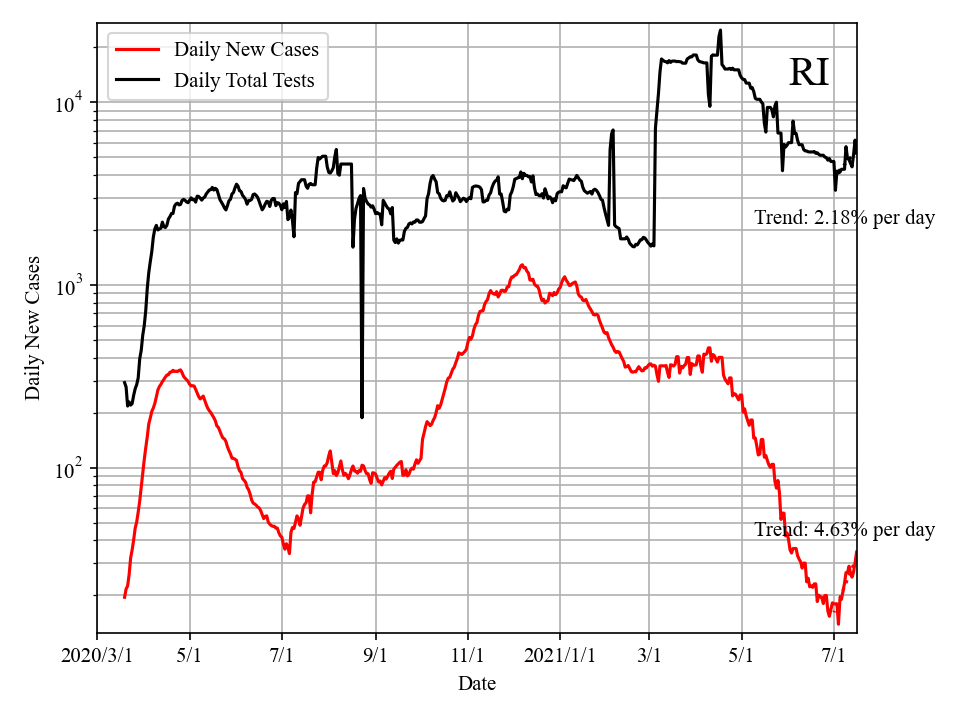 Daily New Cases
Daily Total Tests
RI
10^4
10^3
10^2
Daily New Cases
Trend: 2.18% per day
Trend: 4.63% per day
2020/3/1 5/1 7/1 9/1 11/1 2021/1/1 3/1 5/1 7/1
Date